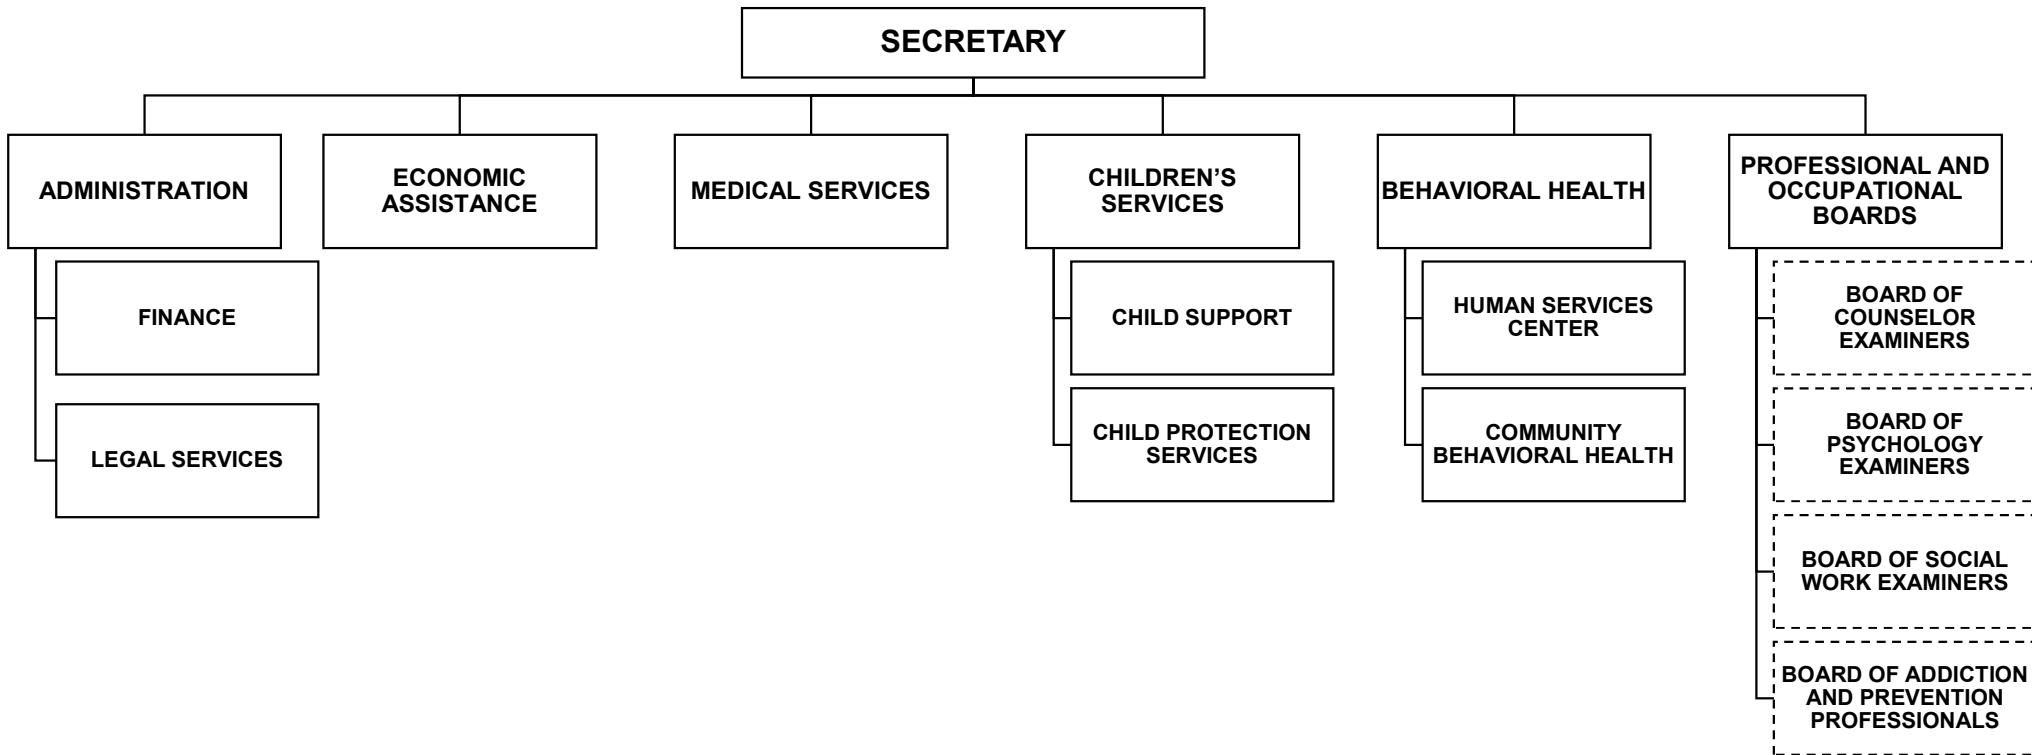 SECRETARY
ADMINISTRATION
ECONOMIC
ASSISTANCE
MEDICAL SERVICES
CHILDREN’S
SERVICES
BEHAVIORAL HEALTH
PROFESSIONAL AND
OCCUPATIONAL
BOARDS
FINANCE
LEGAL SERVICES
CHILD SUPPORT
CHILD PROTECTION
SERVICES
HUMAN SERVICES
CENTER
COMMUNITY
BEHAVIORAL HEALTH
BOARD OF
COUNSELOR
EXAMINERS
BOARD OF
PSYCHOLOGY
EXAMINERS
BOARD OF SOCIAL
WORK EXAMINERS
BOARD OF ADDICTION
AND PREVENTION
PROFESSIONALS